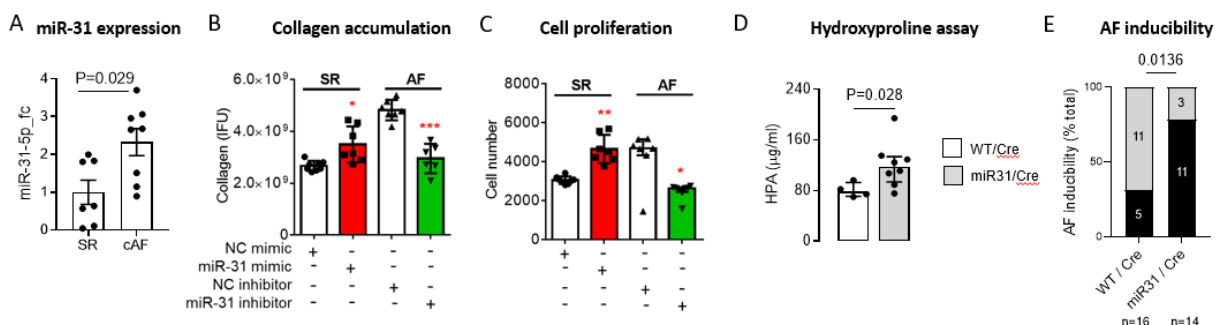 A miR-31 expression
P=0.029
miR-31-5p_fc
4
3
2
1
0
SR cAF
B Collagen accumulation
SR AF
Collagen (IFU)
6.0×10⁹
4.0×10⁹
2.0×10⁹
0
*
***
NC mimic + - - -
miR-31 mimic - + - -
NC inhibitor - - + -
miR-31 inhibitor - - - +
C Cell proliferation
SR AF
Cell number
8000
6000
4000
2000
0
**
*
+ - - -
- + - -
- - + -
- - - +
D Hydroxyproline assay
P=0.028
HPA (µg/ml)
160
120
80
40
0
WT/Cre
miR31/Cre
E AF inducibility
0.0136
AF inducibility (% total)
100
50
0
11
5
3
11
WT / Cre
miR31 / Cre
n=16 n=14